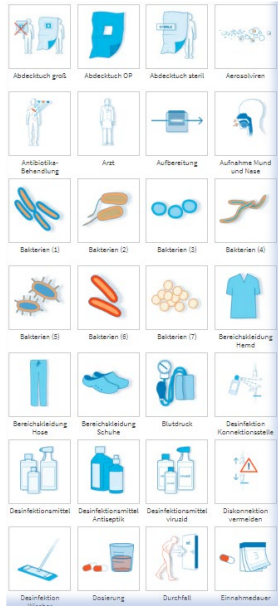 Abdecktuch groß
Abdecktuch OP
STERILE
Abdecktuch steril
Aerosolviren
Antibiotika-
Behandlung
Arzt
Aufbereitung
Aufnahme Mund
und Nase
Bakterien (1)
Bakterien (2)
Bakterien (3)
Bakterien (4)
Bakterien (5)
Bakterien (6)
Bakterien (7)
Bereichskleidung
Hemd
Bereichskleidung
Hose
Bereichskleidung
Schuhe
Blutdruck
Desinfektion
Konnektionsstelle
Desinfektionsmittel
Desinfektionsmittel
Antiseptik
Desinfektionsmittel
viruzid
Diskonnektion
vermeiden
Desinfektion
Dosierung
Durchfall
Einnahmedauer